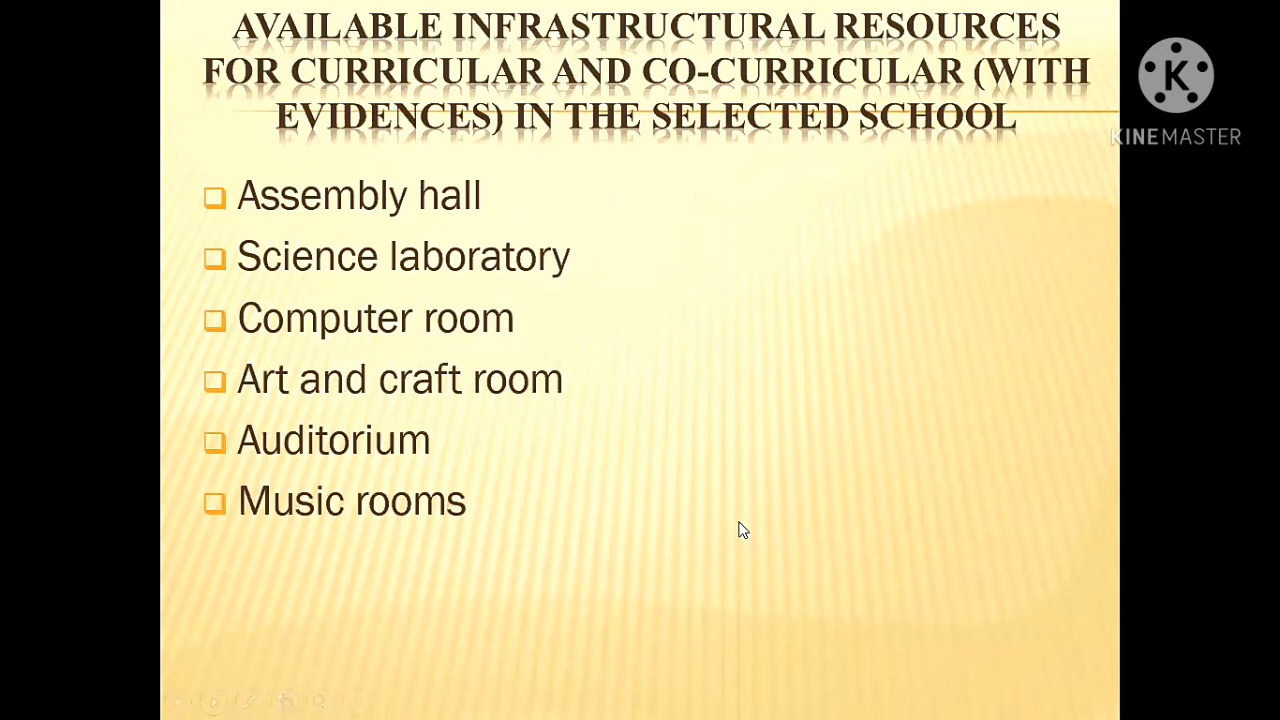 AVAILABLE INFRASTRUCTURAL RESOURCES
FOR CURRICULAR AND CO-CURRICULAR (WITH
EVIDENCES) IN THE SELECTED SCHOOL
K
KINEMASTER
Assembly hall
Science laboratory
Computer room
Art and craft room
Auditorium
Music rooms